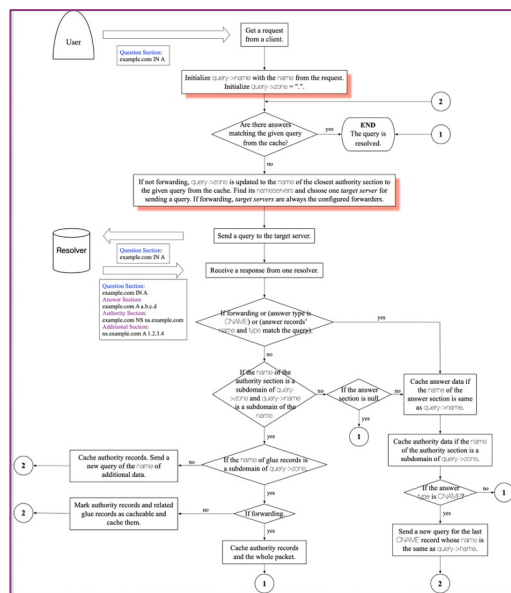 User
Question Section:
example.com IN A
Get a request
from a client.
Initialize query->name with the name from the request.
Initialize query->zone = ".".
2
Are there answers
matching the given query
from the cache?
yes
END
The query is
resolved.
1
no
If not forwarding, query->zone is updated to the name of the closest authority section to
the given query from the cache. Find its nameservers and choose one target server for
sending a query. If forwarding, target servers are always the configured forwarders.
Send a query to the target server.
Resolver
Question Section:
example.com IN A
Receive a response from one resolver.
Question Section:
example.com IN A
Answer Section:
example.com A a.b.c.d
Authority Section:
example.com NS ns.example.com
Additional Section:
ns.example.com A 1.2.3.4
If forwarding or (answer type is
CNAME) or (answer records'
name and type match the query).
yes
no
If the name of the
authority section is a
subdomain of query
->zone and query->name
is a subdomain of the
name.
no
If the answer
section is null.
no
yes
1
Cache answer data if
the name of the
answer section is same
as query->name.
yes
Cache authority data if the name
of the authority section is a
subdomain of query->zone.
2
Cache authority records. Send a
new query of the name of
additional data.
no
If the name of glue records is
a subdomain of query->zone.
yes
If the answer
type is CNAME?
no
1
yes
2
Mark authority records and related
glue records as cacheable and
cache them.
no
If forwarding.
yes
Send a new query for the last
CNAME record whose name is
the same as query->name.
Cache authority records
and the whole packet.
1
2